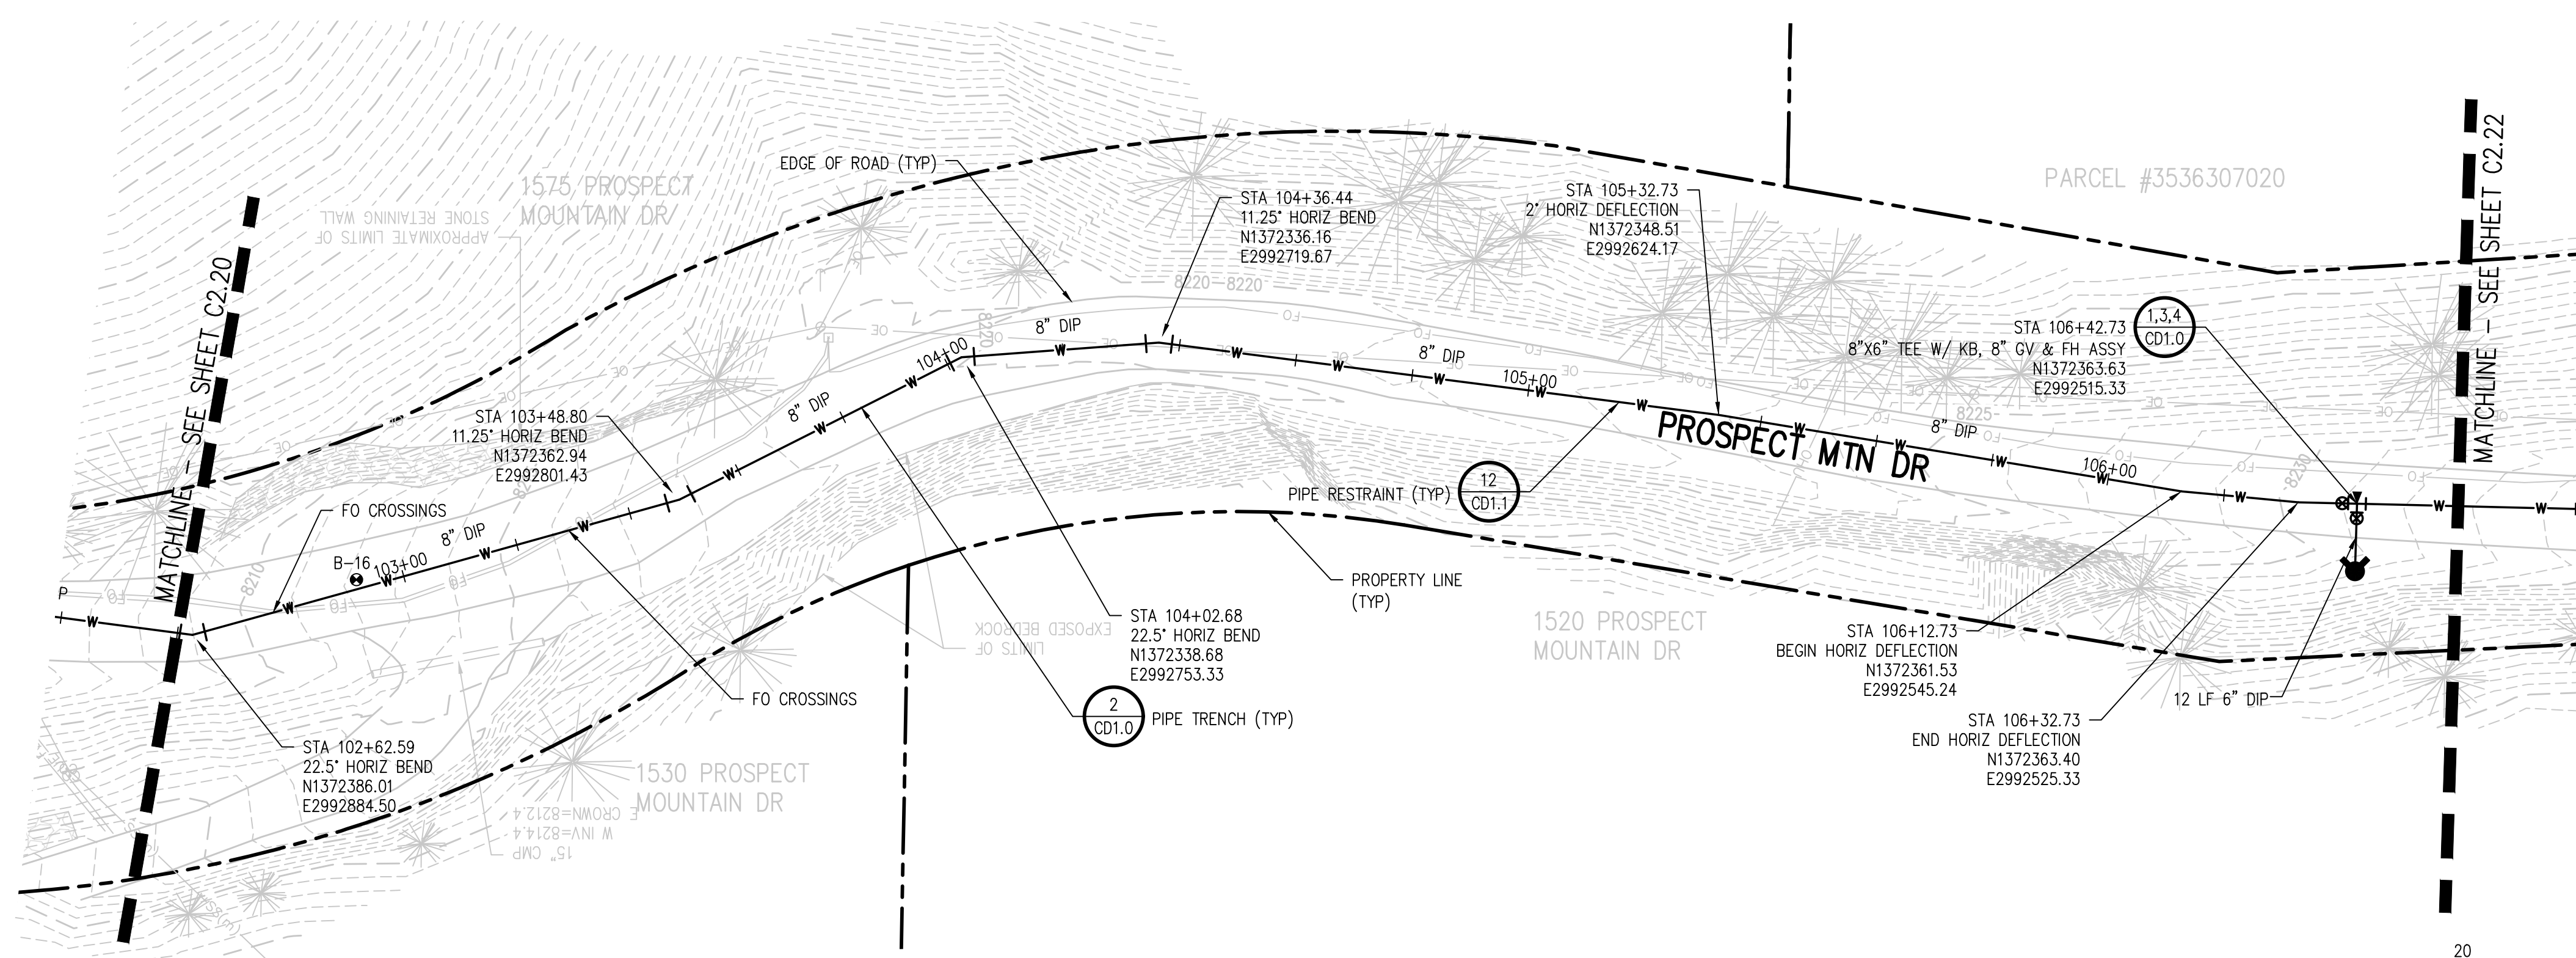 EDGE OF ROAD (TYP)
1575 PROSPECT
MOUNTAIN DR
APPROXIMATE LIMITS OF
STONE RETAINING WALL
MATCHLINE - SEE SHEET C2.20
STA 104+36.44
11.25° HORIZ BEND
N1372336.16
E2992719.67
STA 105+32.73
2° HORIZ DEFLECTION
N1372348.51
E2992624.17
PARCEL #3536307020
MATCHLINE - SEE SHEET C2.22
1,3,4
CD1.0
STA 106+42.73
8"X6" TEE W/ KB, 8" GV & FH ASSY
N1372363.63
E2992515.33
8220
8220
8220
8" DIP
104+00
8" DIP
105+00
STA 103+48.80
11.25° HORIZ BEND
N1372362.94
E2992801.43
8" DIP
PROSPECT MTN DR
8225
8" DIP
106+00
8230
12
CD1.1
PIPE RESTRAINT (TYP)
FO CROSSINGS
8" DIP
B-16
103+00
8210
P
PROPERTY LINE
(TYP)
STA 104+02.68
22.5° HORIZ BEND
N1372338.68
E2992753.33
LIMITS OF
EXPOSED BEDROCK
1520 PROSPECT
MOUNTAIN DR
STA 106+12.73
BEGIN HORIZ DEFLECTION
N1372361.53
E2992545.24
12 LF 6" DIP
FO CROSSINGS
2
CD1.0
PIPE TRENCH (TYP)
STA 106+32.73
END HORIZ DEFLECTION
N1372363.40
E2992525.33
STA 102+62.59
22.5° HORIZ BEND
N1372386.01
E2992884.50
1530 PROSPECT
MOUNTAIN DR
15" CMP
W INV=8214.4
E CROWN=8212.4
20